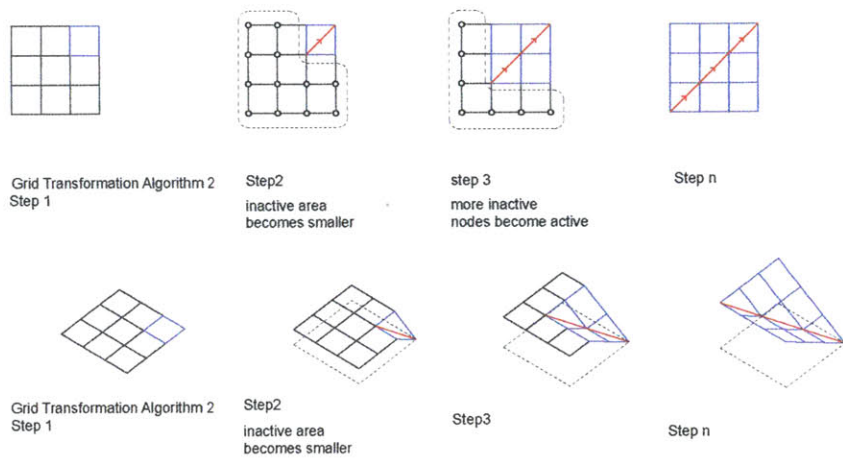 Grid Transformation Algorithm 2
Step 1
Step2
inactive area
becomes smaller
step 3
more inactive
nodes become active
Step n
Grid Transformation Algorithm 2
Step 1
Step2
inactive area
becomes smaller
Step3
Step n